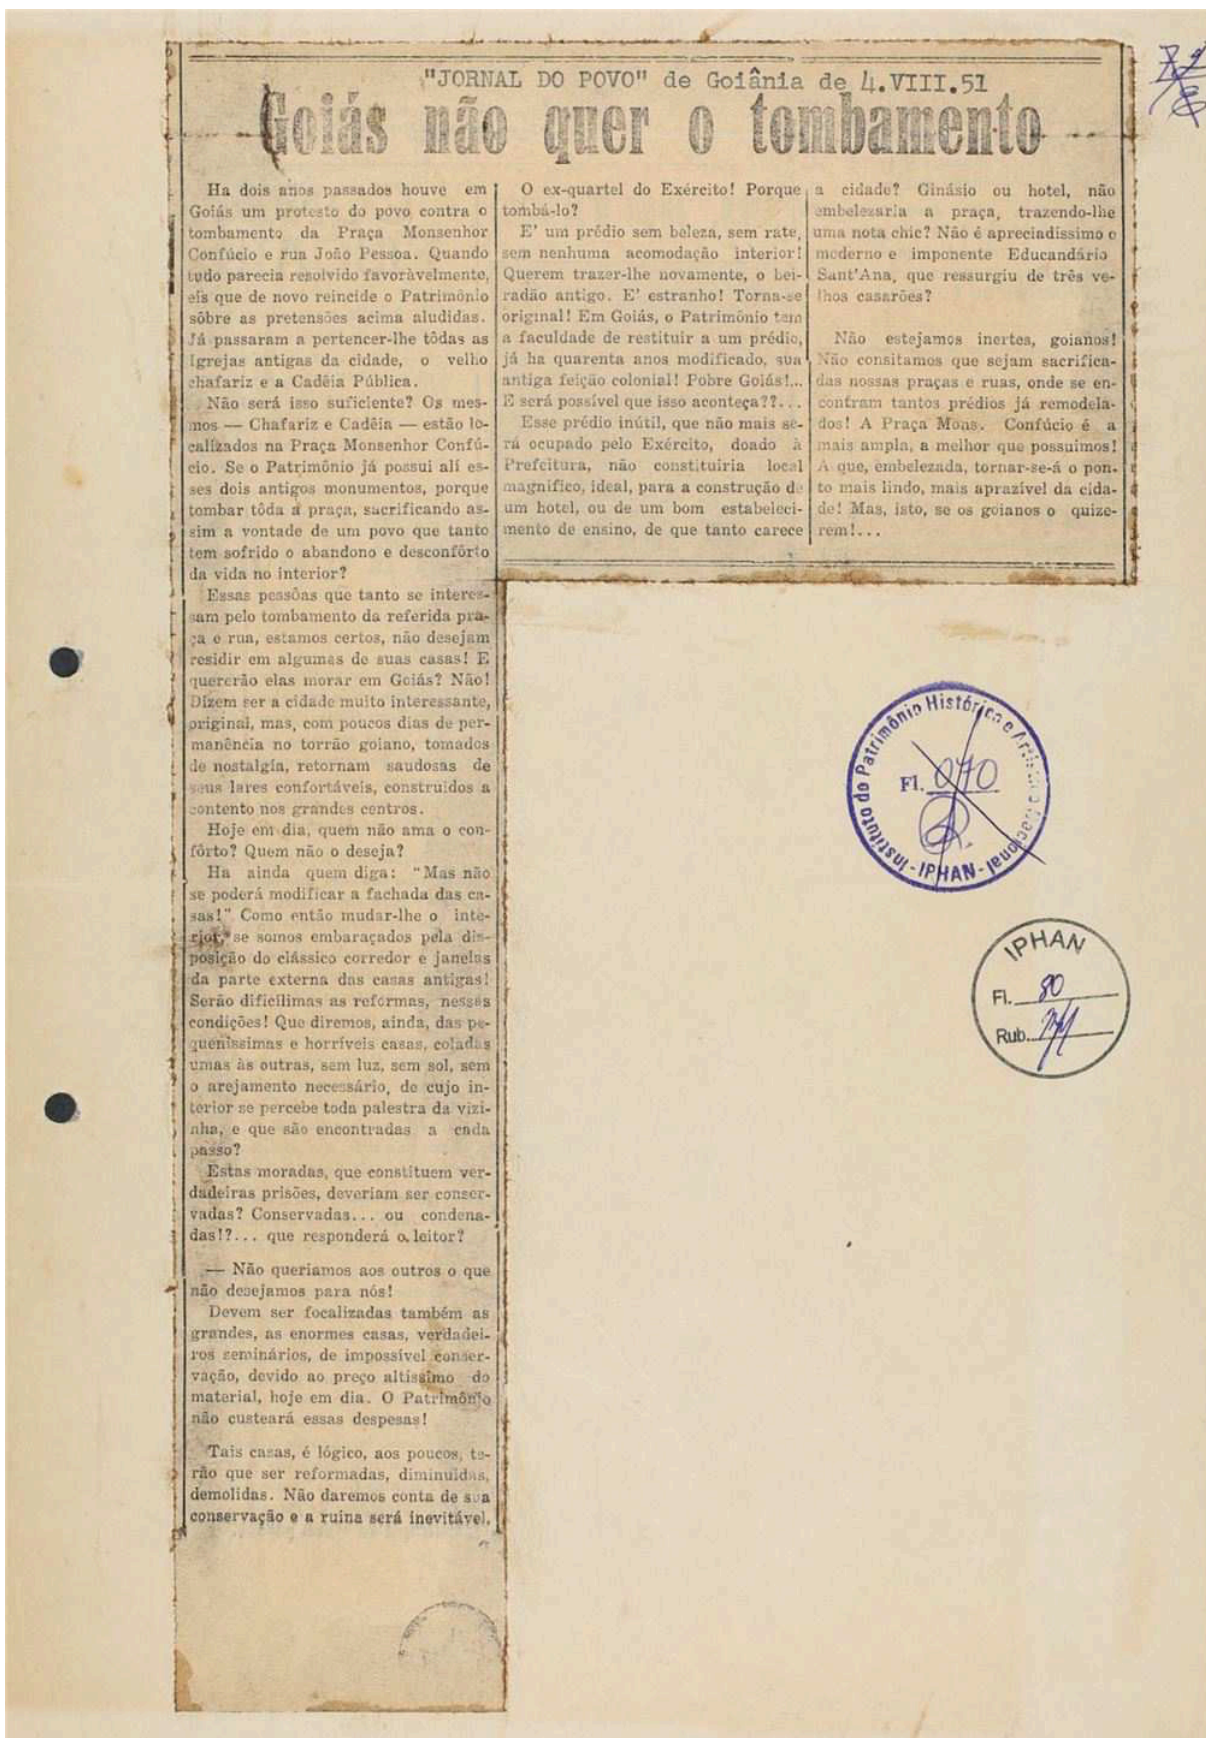 "JORNAL DO POVO" de Goiânia de 4.VIII.51
Goiás não quer o tombamento
Ha dois anos passados houve em
Goiás um protesto do povo contra o
tombamento da Praça Monsenhor
Confúcio e rua João Pessoa. Quando
tudo parecia resolvido favoràvelmente,
eis que de novo reincide o Patrimônio
sôbre as pretensões acima aludidas.
Já passaram a pertencer-lhe tôdas as
igrejas antigas da cidade, o velho
chafariz e a Cadêia Pública.
Não será isso suficiente? Os mes-
mos — Chafariz e Cadêia — estão lo-
calizados na Praça Monsenhor Confú-
cio. Se o Patrimônio já possui alí es-
ses dois antigos monumentos, porque
tombar tôda a praça, sacrificando as-
sim a vontade de um povo que tanto
tem sofrido o abandono e desconfôrto
da vida no interior?
Essas pessôas que tanto se interes-
sam pelo tombamento da referida pra-
ça e rua, estamos certos, não desejam
residir em algumas de suas casas! E
quererão elas morar em Goiás? Não!
Dizem ser a cidade muito interessante,
original, mas, com poucos dias de per-
manência no torrão goiano, tomados
de nostalgia, retornam saudosas de
seus lares confortáveis, construidos a
contento nos grandes centros.
Hoje em dia, quem não ama o con-
fôrto? Quem não o deseja?
Ha ainda quem diga: "Mas não
se poderá modificar a fachada das ca-
sas!" Como então mudar-lhe o inte-
rior, se somos embaraçados pela dis-
posição do clássico corredor e janelas
da parte externa das casas antigas!
Serão dificílimas as reformas, nessas
condições! Que diremos, ainda, das pe-
queníssimas e horríveis casas, coladas
umas às outras, sem luz, sem sol, sem
o arejamento necessário, de cujo in-
terior se percebe toda palestra da vizi-
nha, e que são encontradas a cada
passo?
Estas moradas, que constituem ver-
dadeiras prisões, deveriam ser conser-
vadas? Conservadas... ou condena-
das!?... que responderá o leitor?
— Não queriamos aos outros o que
não desejamos para nós!
Devem ser focalizadas também as
grandes, as enormes casas, verdadei-
ros seminários, de impossível conser-
vação, devido ao preço altissimo do
material, hoje em dia. O Patrimônio
não custeará essas despesas!
Tais casas, é lógico, aos poucos, te-
rão que ser reformadas, diminuidas,
demolidas. Não daremos conta de sua
conservação e a ruina será inevitável.
O ex-quartel do Exército! Porque
tombá-lo?
E' um prédio sem beleza, sem rate,
sem nenhuma acomodação interior!
Querem trazer-lhe novamente, o bei-
radão antigo. E' estranho! Torna-se
original! Em Goiás, o Patrimônio tem
a faculdade de restituir a um prédio,
já ha quarenta anos modificado, sua
antiga feição colonial! Pobre Goiás!...
E será possível que isso aconteça??...
Esse prédio inútil, que não mais se-
rá ocupado pelo Exército, doado à
Prefeitura, não constituiria local
magnífico, ideal, para a construção de
um hotel, ou de um bom estabeleci-
mento de ensino, de que tanto carece
a cidade? Ginásio ou hotel, não
embelezaria a praça, trazendo-lhe
uma nota chic? Não é apreciadissimo o
moderno e imponente Educandário
Sant'Ana, que ressurgiu de três ve-
lhos casarões?
Não estejamos inertes, goianos!
Não consitamos que sejam sacrifica-
das nossas praças e ruas, onde se en-
contram tantos prédios já remodela-
dos! A Praça Mons. Confúcio é a
mais ampla, a melhor que possuimos!
A que, embelezada, tornar-se-á o pon-
to mais lindo, mais aprazível da cida-
de! Mas, isto, se os goianos o quize-
rem!...
Instituto do Patrimônio Histórico e Artístico Nacional - IPHAN -
Fl. 070
IPHAN
Fl. 80
Rub.